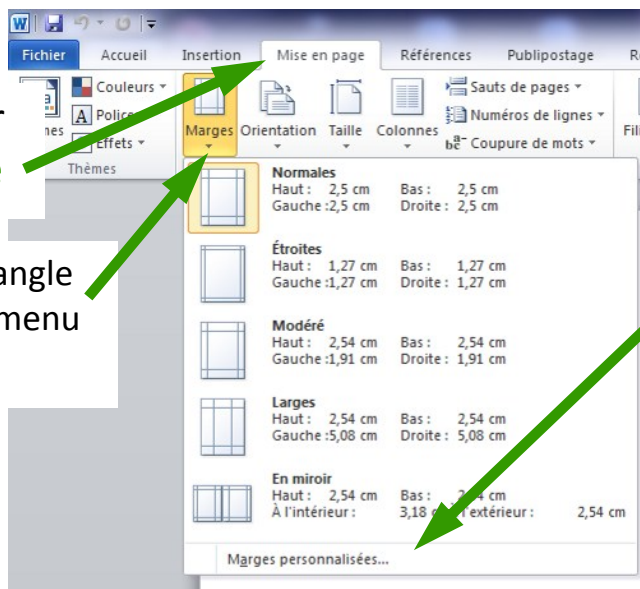 W
Fichier Accueil Insertion Mise en page Références Publipostage
Couleurs
A Police
Effets
Thèmes
Marges Orientation Taille Colonnes
Sauts de pages
Numéros de lignes
Coupure de mots
angle
menu
Normales
Haut : 2,5 cm Bas : 2,5 cm
Gauche :2,5 cm Droite : 2,5 cm
Étroites
Haut : 1,27 cm Bas : 1,27 cm
Gauche :1,27 cm Droite : 1,27 cm
Modéré
Haut : 2,54 cm Bas : 2,54 cm
Gauche :1,91 cm Droite : 1,91 cm
Larges
Haut : 2,54 cm Bas : 2,54 cm
Gauche :5,08 cm Droite : 5,08 cm
En miroir
Haut : 2,54 cm Bas : cm
À l'intérieur : 3,18 l'extérieur : 2,54 cm
Marges personnalisées...